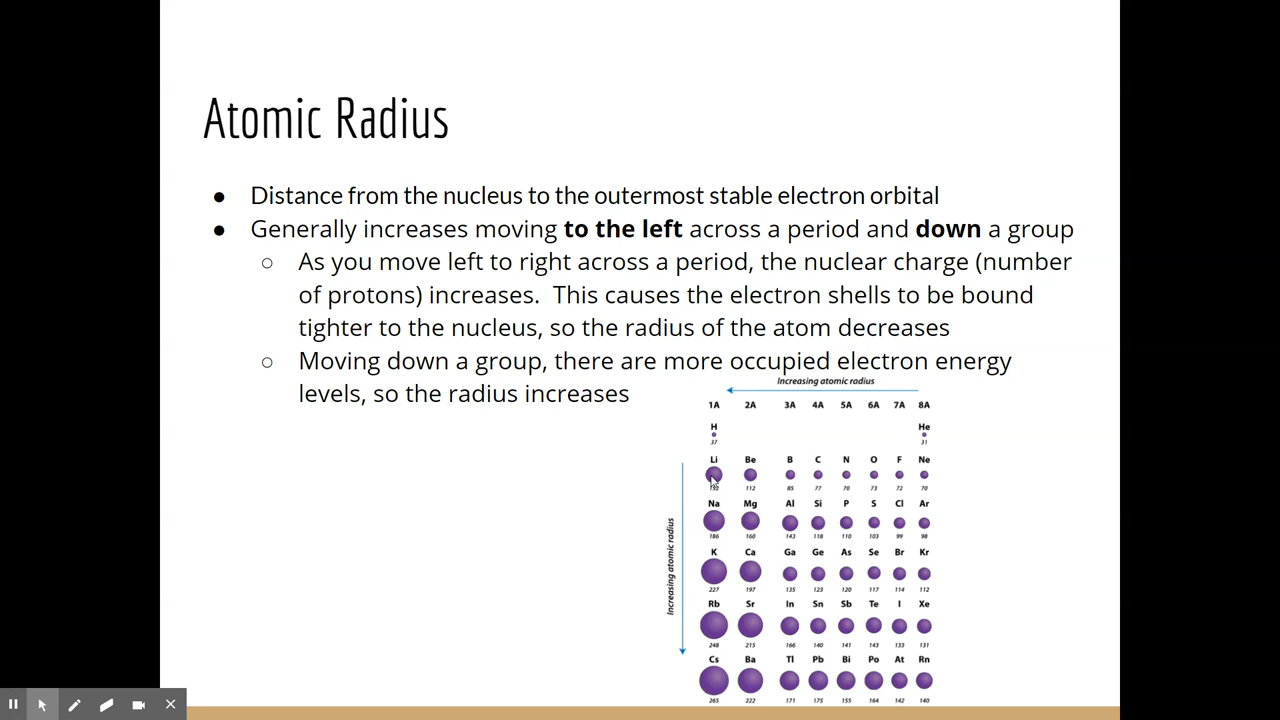 Atomic Radius
● Distance from the nucleus to the outermost stable electron orbital
● Generally increases moving to the left across a period and down a group
○ As you move left to right across a period, the nuclear charge (number
of protons) increases.  This causes the electron shells to be bound
tighter to the nucleus, so the radius of the atom decreases
○ Moving down a group, there are more occupied electron energy
levels, so the radius increases
Increasing atomic radius
1A 2A 3A 4A 5A 6A 7A 8A
H He
37 31
Li Be B C N O F Ne
112 85 77 70 73 72 70
Na Mg Al Si P S Cl Ar
186 160 143 118 110 103 99 98
K Ca Ga Ge As Se Br Kr
227 197 135 123 120 117 114 112
Rb Sr In Sn Sb Te I Xe
248 215 166 140 141 143 133 131
Cs Ba Tl Pb Bi Po At Rn
265 222 171 175 155 164 142 140
Increasing atomic radius